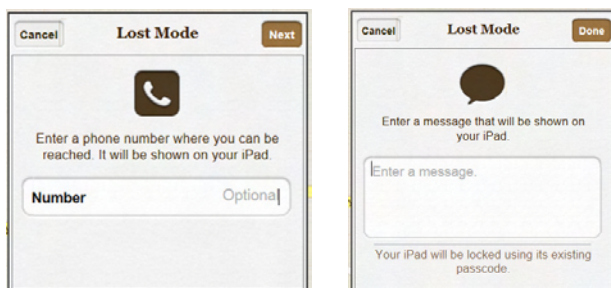 Cancel Lost Mode Next
Enter a phone number where you can be
reached. It will be shown on your iPad.
Number Optional
Cancel Lost Mode Done
Enter a message that will be shown on
your iPad.
Enter a message.
Your iPad will be locked using its existing
passcode.